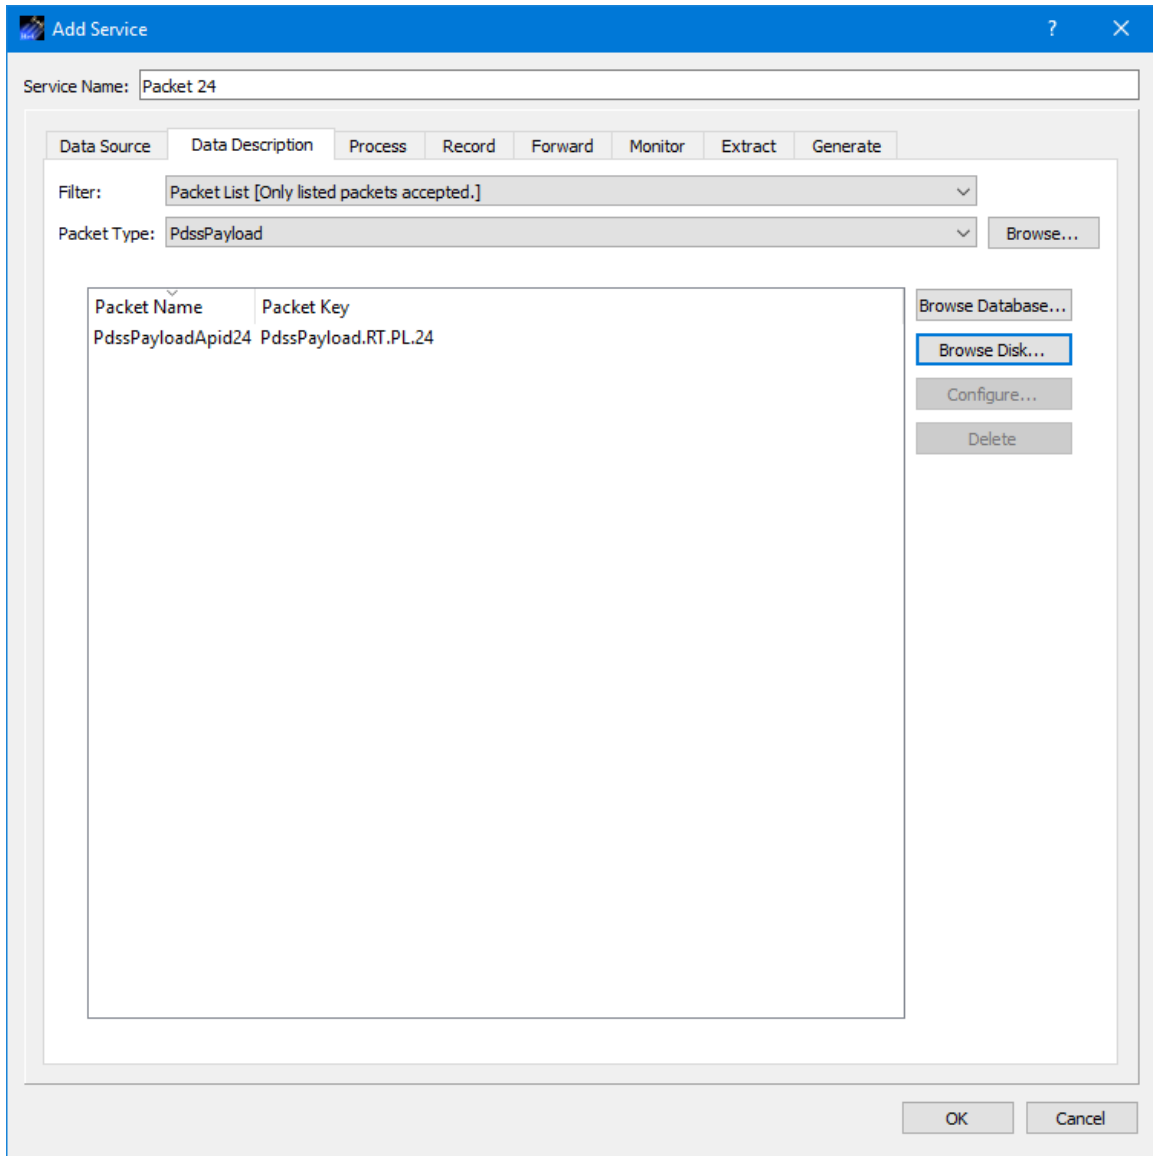 Add Service
Service Name: Packet 24
Data Source Data Description Process Record Forward Monitor Extract Generate
Filter: Packet List [Only listed packets accepted.]
Packet Type: PdssPayload Browse...
Packet Name Packet Key Browse Database...
PdssPayloadApid24 PdssPayload.RT.PL.24
Browse Disk...
Configure...
Delete
OK Cancel